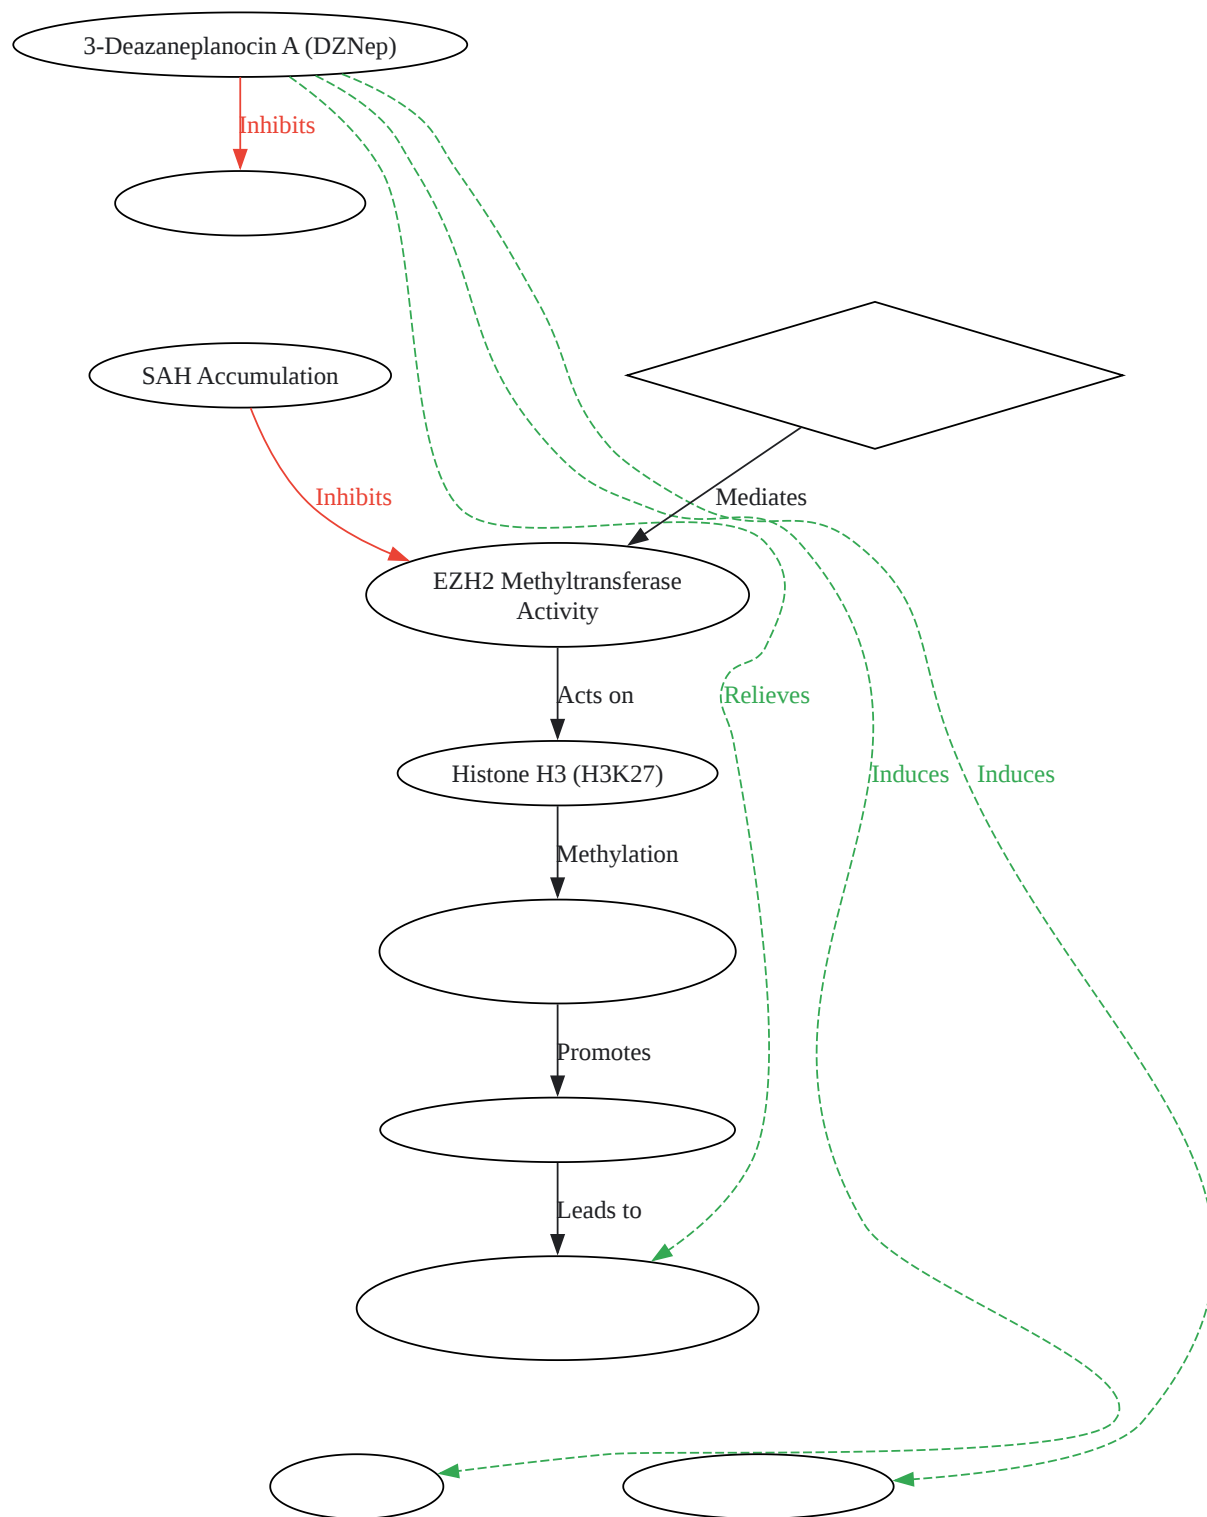 3-Deazaneplanocin A (DZNep)
Inhibits
SAH Accumulation
Inhibits
Mediates
EZH2 Methyltransferase
Activity
Acts on
Relieves
Histone H3 (H3K27)
Induces
Induces
Methylation
Promotes
Leads to